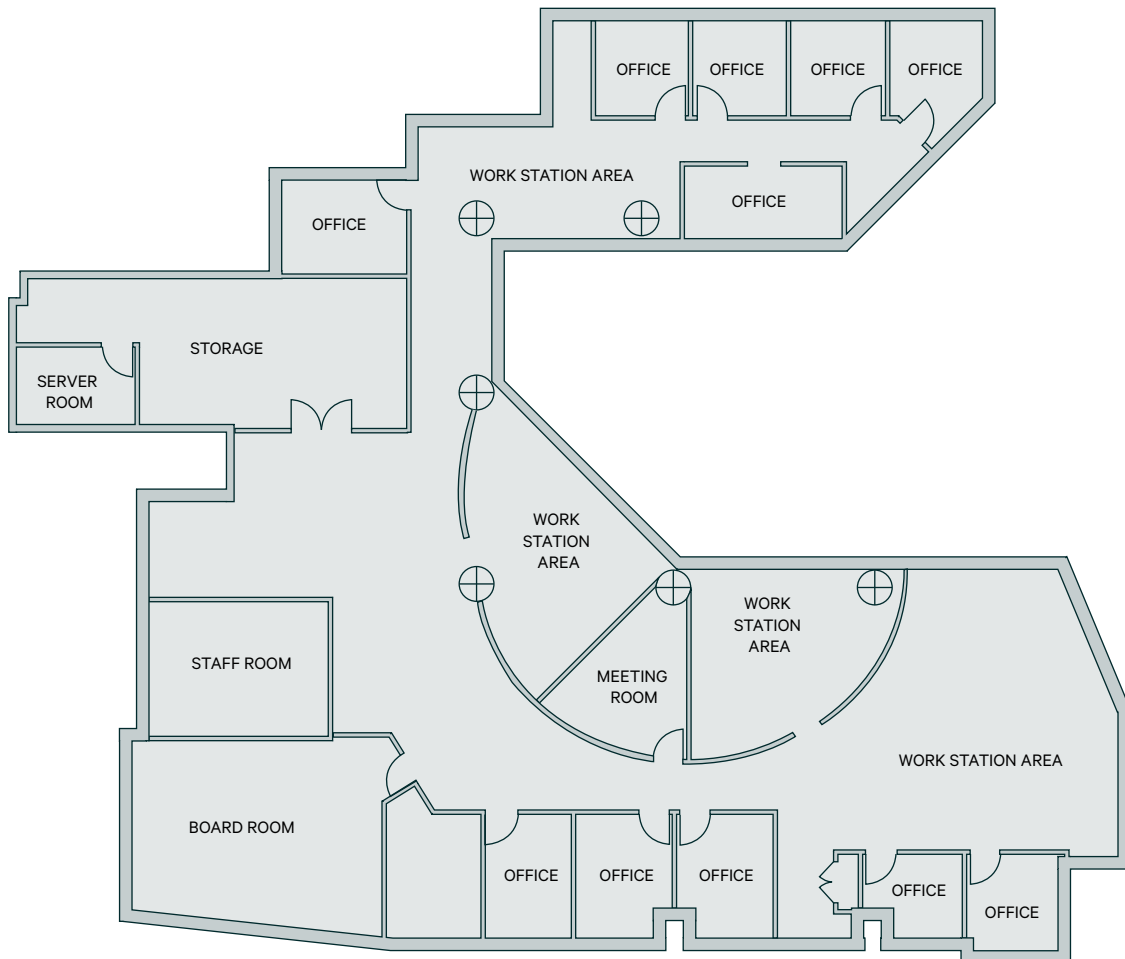 OFFICE
OFFICE
OFFICE
OFFICE
WORK STATION AREA
OFFICE
OFFICE
STORAGE
SERVER
ROOM
WORK
STATION
AREA
WORK
STATION
AREA
STAFF ROOM
MEETING
ROOM
WORK STATION AREA
BOARD ROOM
OFFICE
OFFICE
OFFICE
OFFICE
OFFICE